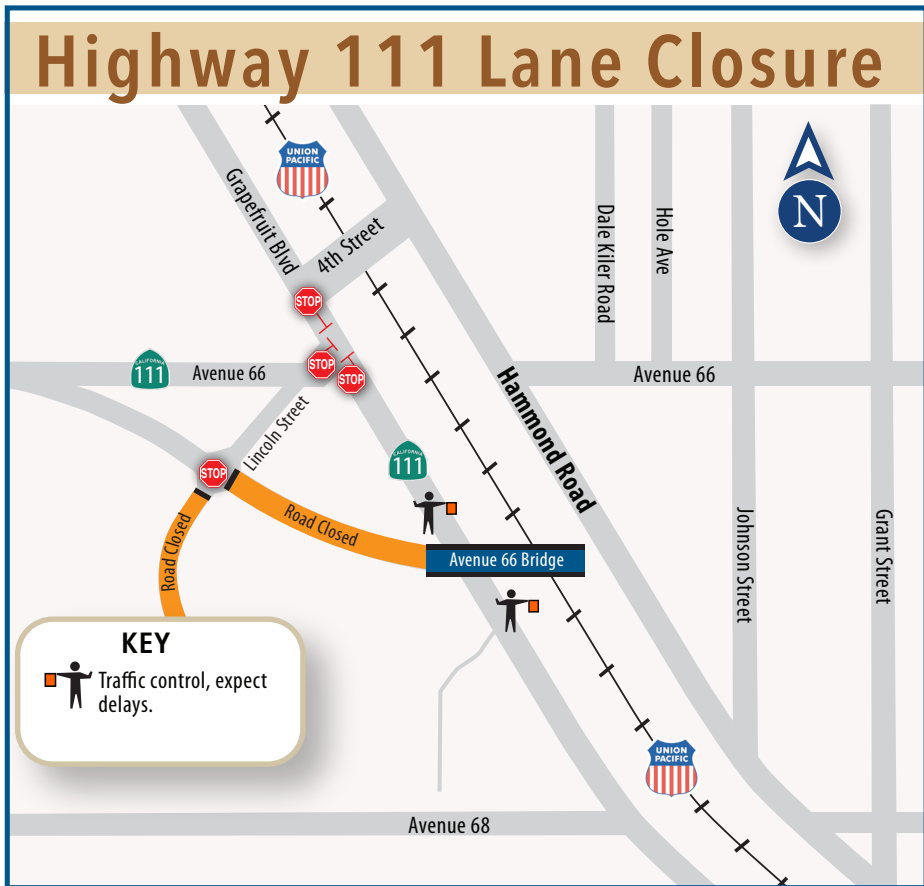 Highway 111 Lane Closure
UNION
PACIFIC
Grapefruit Blvd
4th Street
Dale Kiler Road
Hole Ave
N
STOP
CALIFORNIA
111
Avenue 66
STOP
STOP
Hammond Road
Avenue 66
Lincoln Street
STOP
CALIFORNIA
111
Road Closed
Road Closed
Avenue 66 Bridge
Johnson Street
Grant Street
KEY
Traffic control, expect
delays.
UNION
PACIFIC
Avenue 68